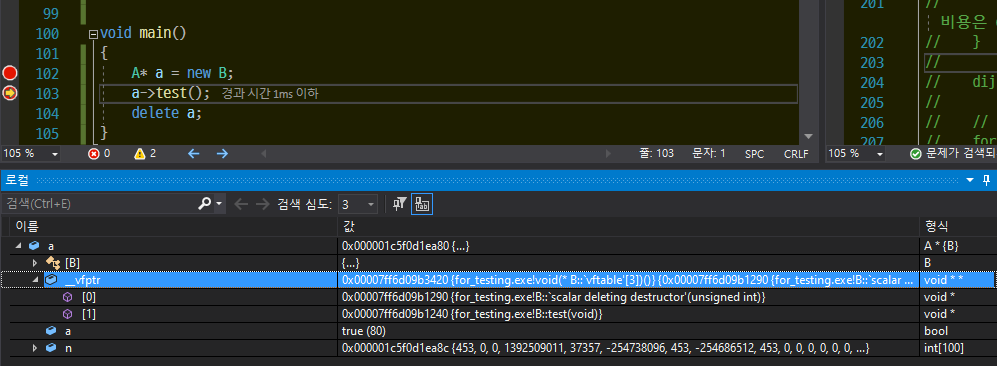 99
100 void main()
101 {
102 A* a = new B;
103 a->test(); 경과 시간 1ms 이하
104 delete a;
105 }
105 % 0 2 줄: 103 문자: 1 SPC CRLF
201 //
비용은
202 // }
203 //
204 // dij
205 //
206 // //
207 // for
105 % 문제가 검색되
로컬
검색(Ctrl+E) 검색 심도: 3
이름 값 형식
a 0x000001c5f0d1ea80 {...} A * {B}
[B] {...} B
__vfptr 0x00007ff6d09b3420 {for_testing.exe!void(* B::`vftable'[3])()} {0x00007ff6d09b1290 {for_testing.exe!B::`scalar ... void * *
[0] 0x00007ff6d09b1290 {for_testing.exe!B::`scalar deleting destructor'(unsigned int)} void *
[1] 0x00007ff6d09b1240 {for_testing.exe!B::test(void)} void *
a true (80) bool
n 0x000001c5f0d1ea8c {453, 0, 0, 1392509011, 37357, -254738096, 453, -254686512, 453, 0, 0, 0, 0, 0, 0, ...} int[100]